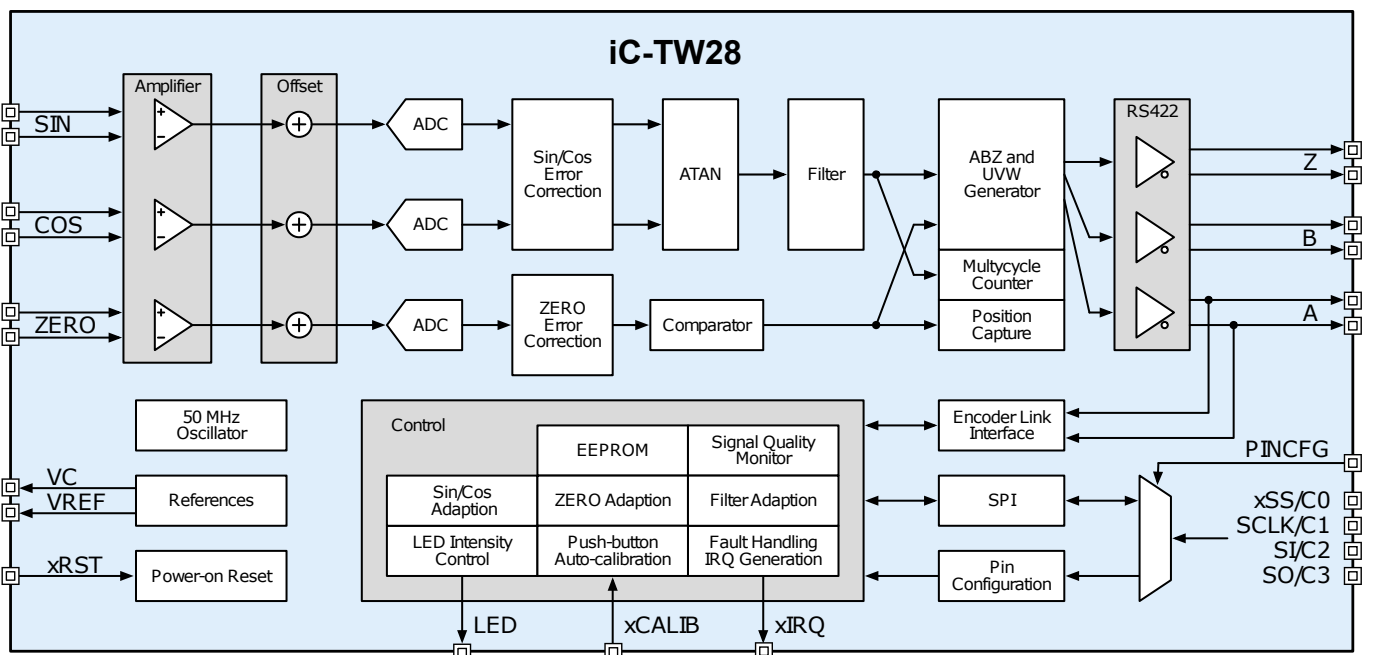 iC-TW28
Amplifier
Offset
RS422
SIN
+
−
+
ADC
Sin/Cos
Error
Correction
ATAN
Filter
ABZ and
UVW
Generator
Z
COS
+
−
+
ADC
B
Multycycle
Counter
ZERO
+
−
+
ADC
ZERO
Error
Correction
Comparator
Position
Capture
A
50 MHz
Oscillator
Control
EEPROM
Signal Quality
Monitor
Encoder Link
Interface
PINCFG
VC
VREF
References
Sin/Cos
Adaption
ZERO Adaption
Filter Adaption
SPI
xSS/C0
SCLK/C1
SI/C2
SO/C3
xRST
Power-on Reset
LED Intensity
Control
Push-button
Auto-calibration
Fault Handling
IRQ Generation
Pin
Configuration
LED
xCALIB
xIRQ